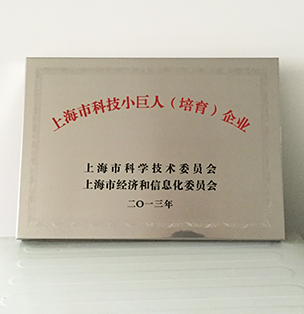 上海市科技小巨人（培育）企业
上海市科学技术委员会
上海市经济和信息化委员会
二〇一三年